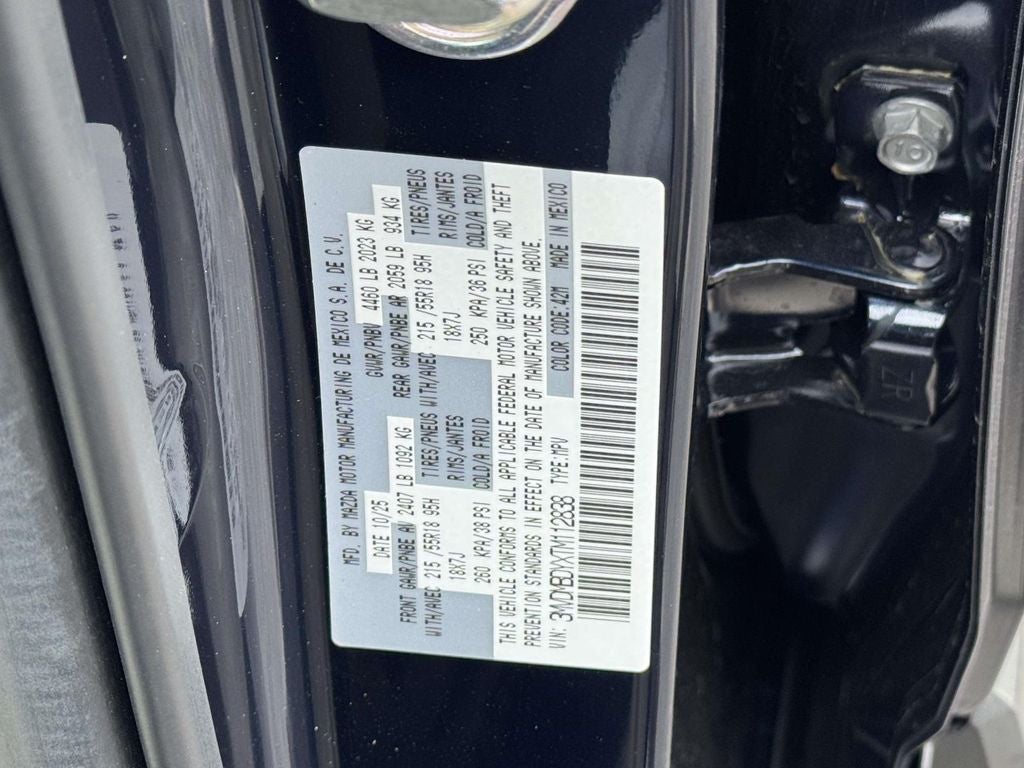 MFD. BY MAZDA MOTOR MANUFACTURING DE MEXICO S.A. DE C.V.
DATE 10/25 GVWR/PNBV 4460 LB 2023 KG
FRONT GAWR/PNBE AV 2407 LB 1092 KG REAR GAWR/PNBE AR 2059 LB 934 KG
WITH/AVEC 215 /55R18 95H TIRES/PNEUS WITH/AVEC 215 /55R18 95H TIRES/PNEUS
18X7J RIMS/JANTES 18X7J RIMS/JANTES
260 KPA/38 PSI COLD/A FROID 250 KPA/36 PSI COLD/A FROID
THIS VEHICLE CONFORMS TO ALL APPLICABLE FEDERAL MOTOR VEHICLE SAFETY AND THEFT
PREVENTION STANDARDS IN EFFECT ON THE DATE OF MANUFACTURE SHOWN ABOVE.
VIN: TYPE:MPV COLOR CODE:42M MADE IN MEXICO
10
ZR